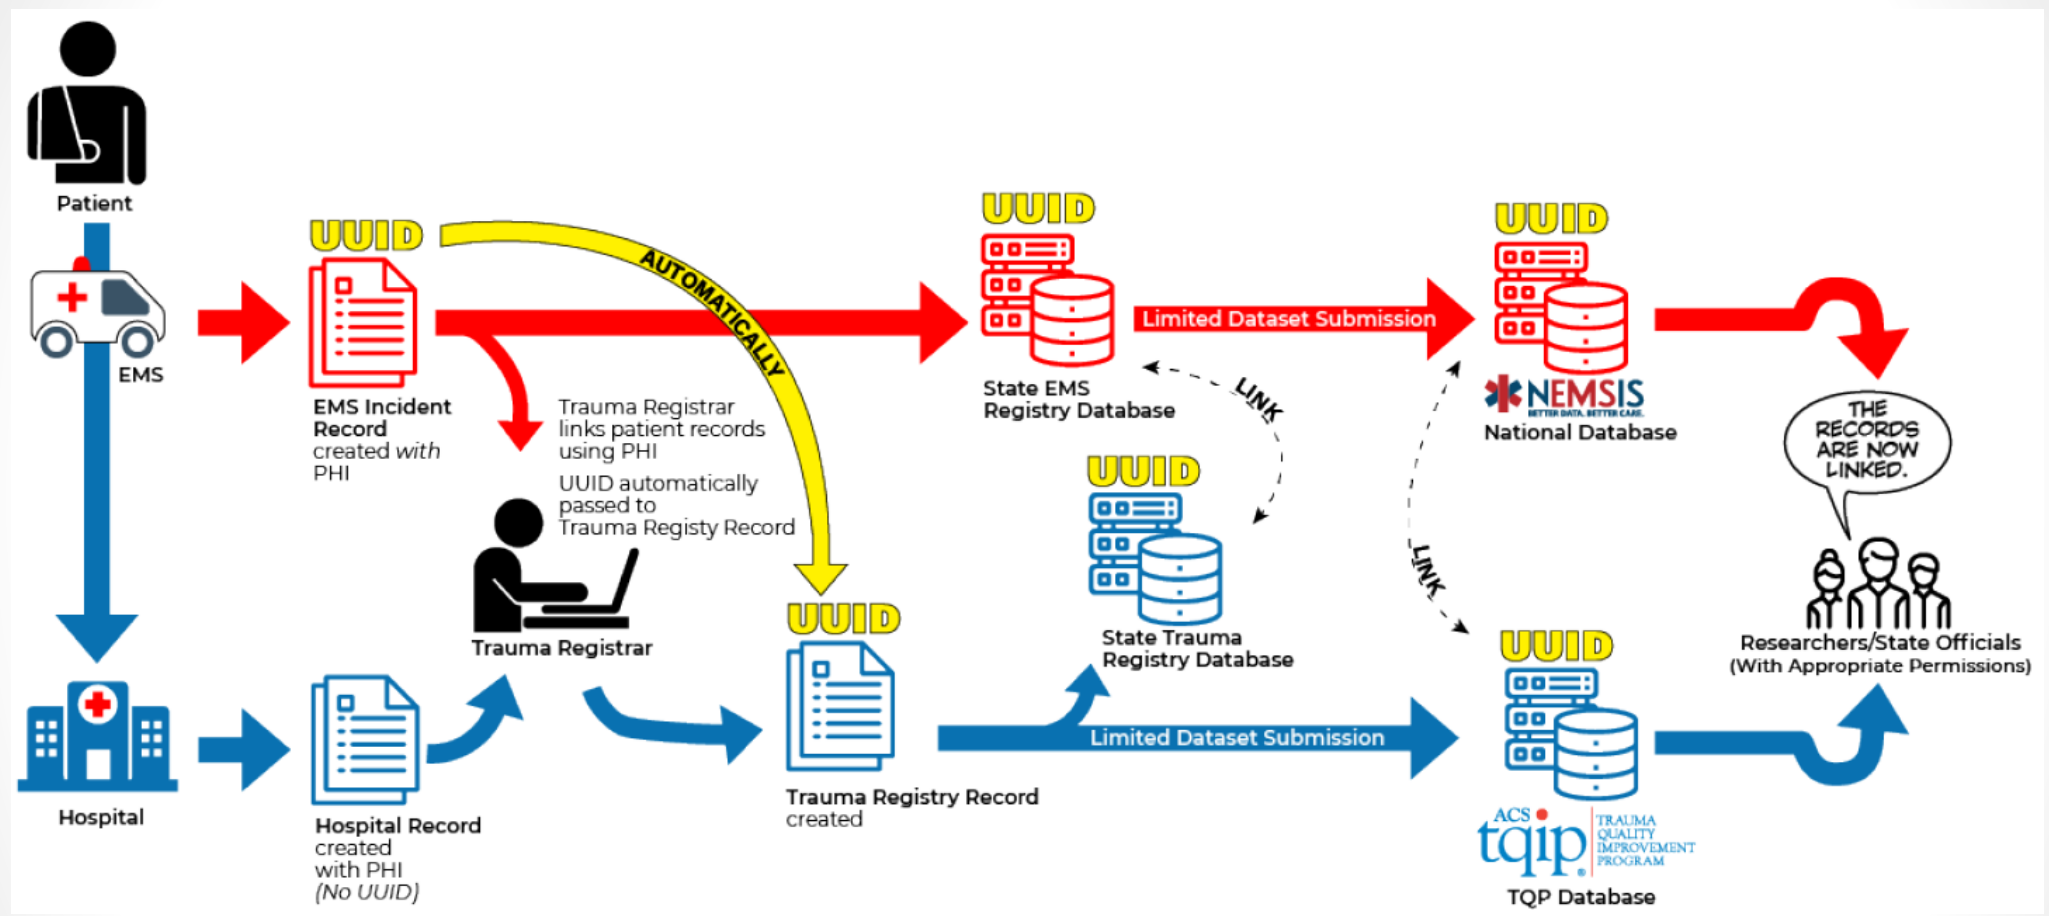 Patient
EMS
Hospital
UUID
EMS Incident
Record
created with
PHI
AUTOMATICALLY
Trauma Registrar
links patient records
using PHI
UUID automatically
passed to
Trauma Registy Record
Trauma Registrar
Hospital Record
created
with PHI
(No UUID)
UUID
Trauma Registry Record
created
UUID
State EMS
Registry Database
Limited Dataset Submission
LINK
UUID
State Trauma
Registry Database
Limited Dataset Submission
UUID
NEMSIS
BETTER DATA. BETTER CARE.
National Database
LINK
UUID
ACS
tqip
TRAUMA
QUALITY
IMPROVEMENT
PROGRAM
TQP Database
THE
RECORDS
ARE NOW
LINKED.
Researchers/State Officials
(With Appropriate Permissions)